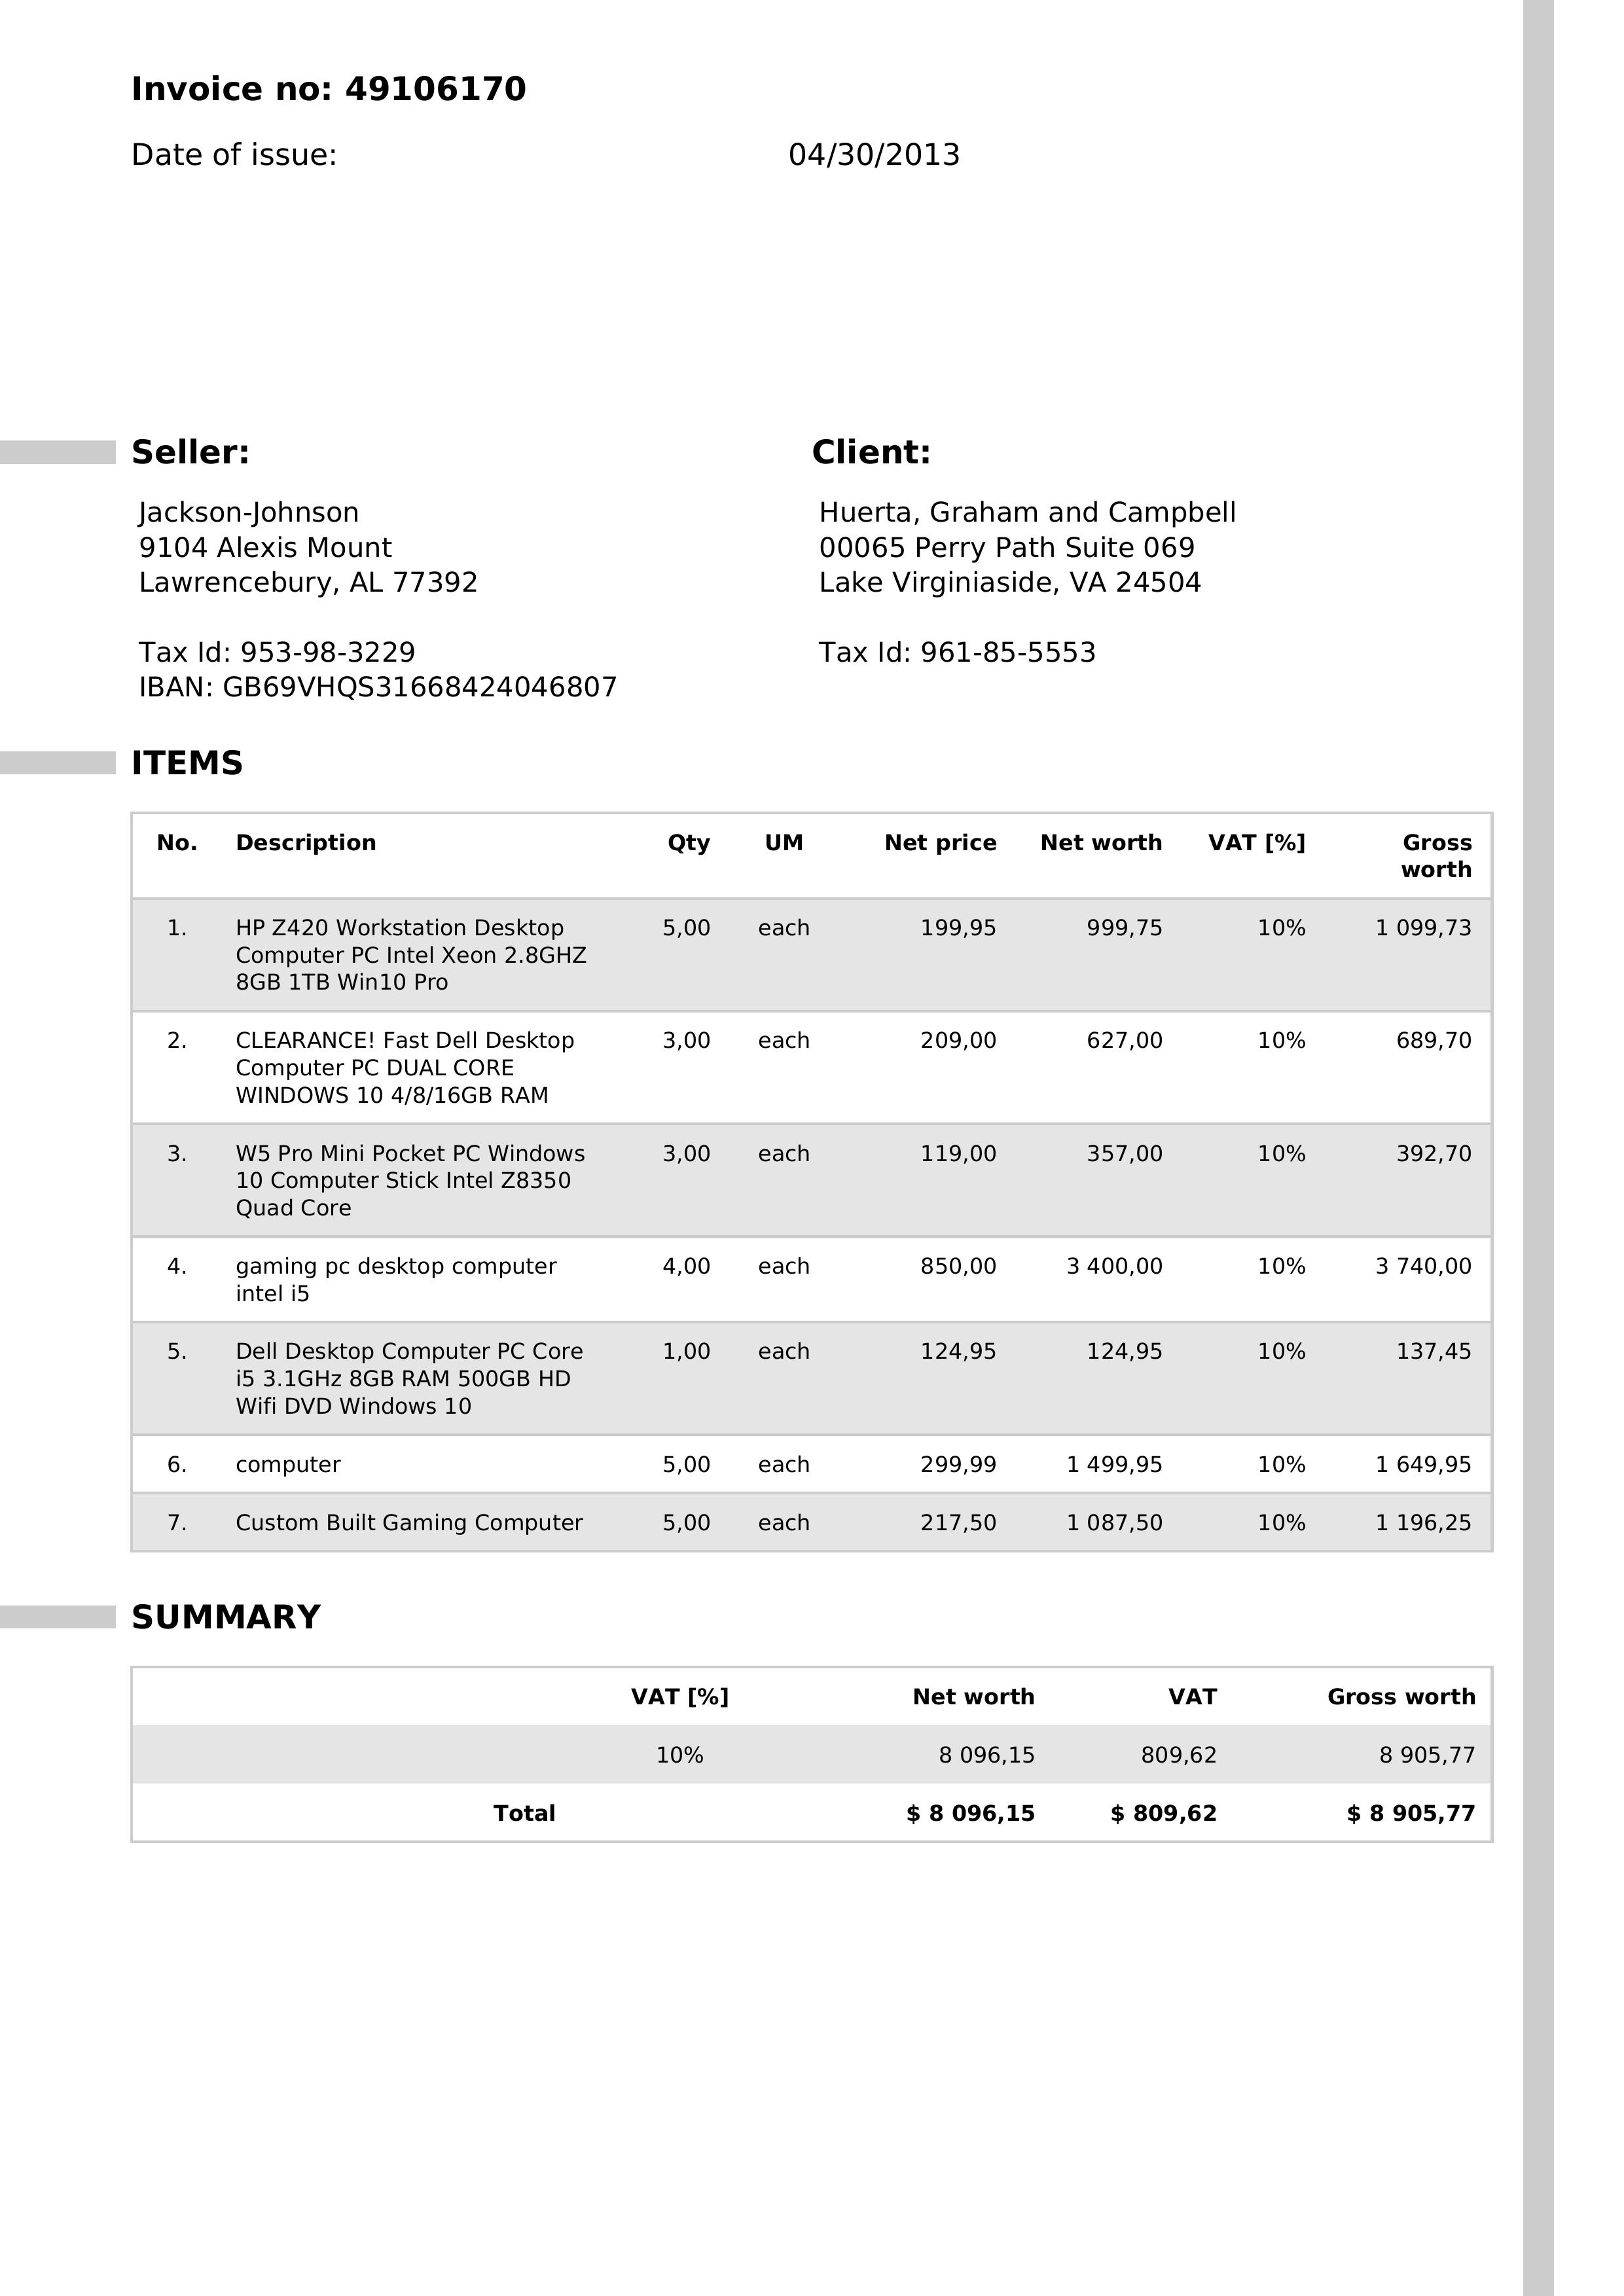 Invoice no: 49106170
Date of issue: 04/30/2013
Seller:
Jackson-Johnson
9104 Alexis Mount
Lawrencebury, AL 77392
Tax Id: 953-98-3229
IBAN: GB69VHQS31668424046807
Client:
Huerta, Graham and Campbell
00065 Perry Path Suite 069
Lake Virginiaside, VA 24504
Tax Id: 961-85-5553
ITEMS
No. Description Qty UM Net price Net worth VAT [%] Gross
worth
1. HP Z420 Workstation Desktop 5,00 each 199,95 999,75 10% 1 099,73
Computer PC Intel Xeon 2.8GHZ
8GB 1TB Win10 Pro
2. CLEARANCE! Fast Dell Desktop 3,00 each 209,00 627,00 10% 689,70
Computer PC DUAL CORE
WINDOWS 10 4/8/16GB RAM
3. W5 Pro Mini Pocket PC Windows 3,00 each 119,00 357,00 10% 392,70
10 Computer Stick Intel Z8350
Quad Core
4. gaming pc desktop computer 4,00 each 850,00 3 400,00 10% 3 740,00
intel i5
5. Dell Desktop Computer PC Core 1,00 each 124,95 124,95 10% 137,45
i5 3.1GHz 8GB RAM 500GB HD
Wifi DVD Windows 10
6. computer 5,00 each 299,99 1 499,95 10% 1 649,95
7. Custom Built Gaming Computer 5,00 each 217,50 1 087,50 10% 1 196,25
SUMMARY
VAT [%] Net worth VAT Gross worth
10% 8 096,15 809,62 8 905,77
Total $ 8 096,15 $ 809,62 $ 8 905,77